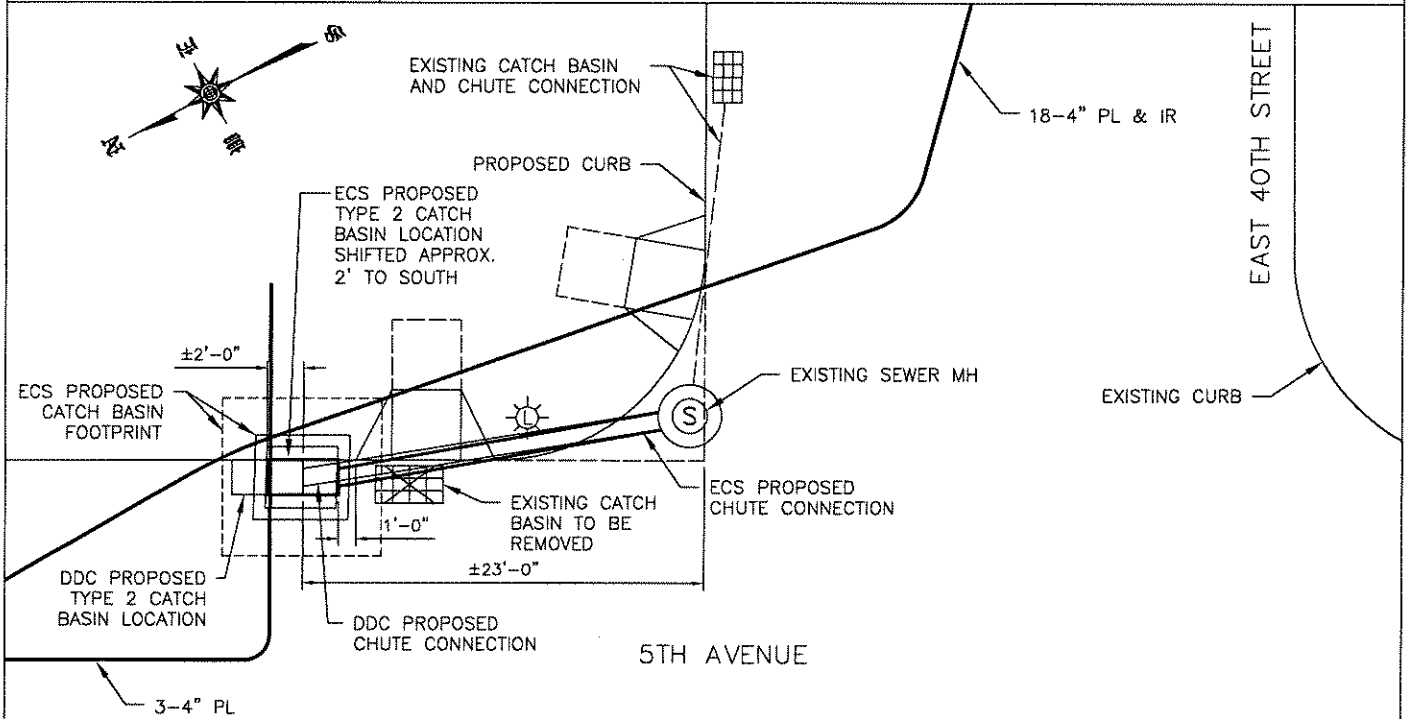 EXISTING CATCH BASIN
AND CHUTE CONNECTION
18-4" PL & IR
EAST 40TH STREET
PROPOSED CURB
ECS PROPOSED
TYPE 2 CATCH
BASIN LOCATION
SHIFTED APPROX.
2' TO SOUTH
±2'-0"
ECS PROPOSED
CATCH BASIN
FOOTPRINT
L
S
EXISTING SEWER MH
EXISTING CURB
ECS PROPOSED
CHUTE CONNECTION
EXISTING CATCH
BASIN TO BE
REMOVED
1'-0"
±23'-0"
DDC PROPOSED
TYPE 2 CATCH
BASIN LOCATION
DDC PROPOSED
CHUTE CONNECTION
5TH AVENUE
3-4" PL